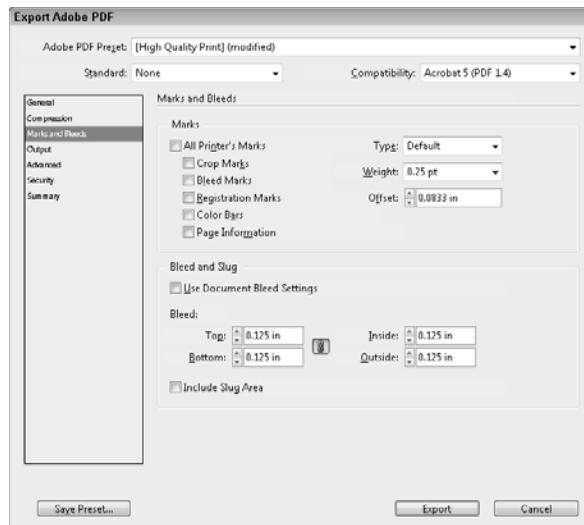 Export Adobe PDF
Adobe PDF Preset: [High Quality Print] (modified)
Standard: None Compatibility: Acrobat 5 (PDF 1.4)
General
Compression
Marks and Bleeds
Output
Advanced
Security
Summary
Marks and Bleeds
Marks
All Printer's Marks
Crop Marks
Bleed Marks
Registration Marks
Color Bars
Page Information
Type: Default
Weight: 0.25 pt
Offset: 0.0833 in
Bleed and Slug
Use Document Bleed Settings
Bleed:
Top: 0.125 in Inside: 0.125 in
Bottom: 0.125 in Outside: 0.125 in
Include Slug Area
Save Preset... Export Cancel